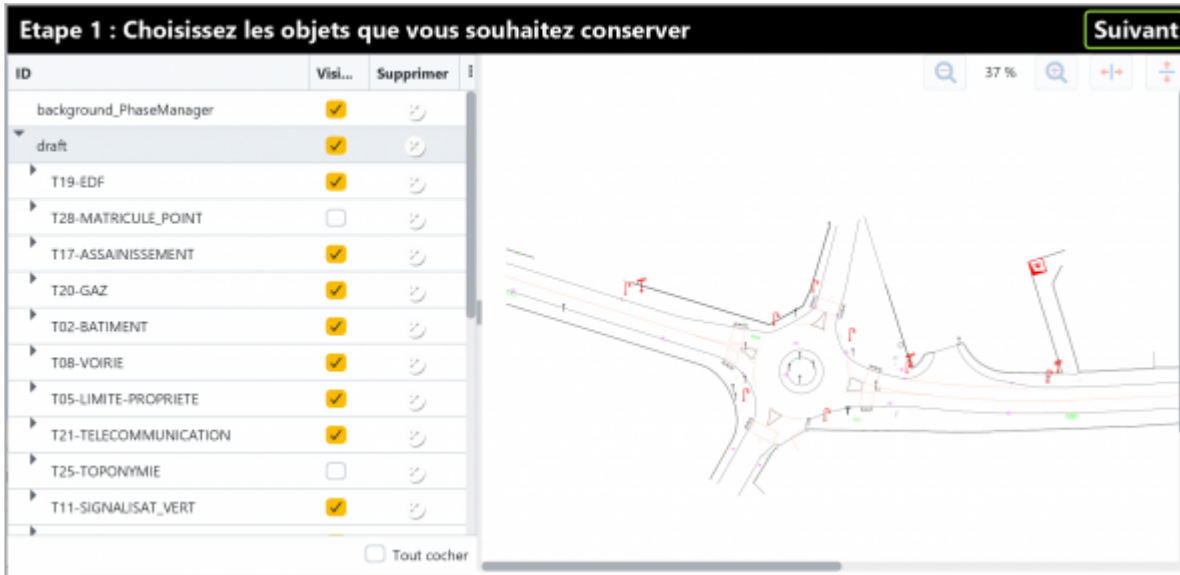 Etape 1 : Choisissez les objets que vous souhaitez conserver Suivant
ID Visi... Supprimer
37 %
background_PhaseManager
draft
T19-EDF
T28-MATRICULE_POINT
T17-ASSAINISSEMENT
T20-GAZ
T02-BATIMENT
T08-VOIRIE
T05-LIMITE-PROPRIETE
T21-TELECOMMUNICATION
T25-TOPONYMIE
T11-SIGNALISAT_VERT
Tout cocher